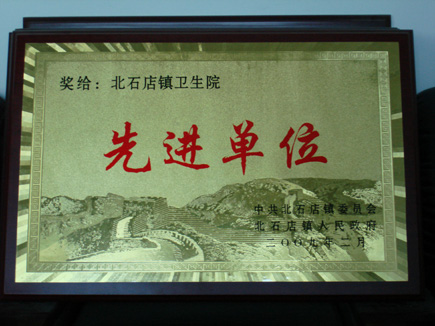 奖给：北石店镇卫生院
先进单位
中共北石店镇委员会
北石店镇人民政府
二〇〇九年二月